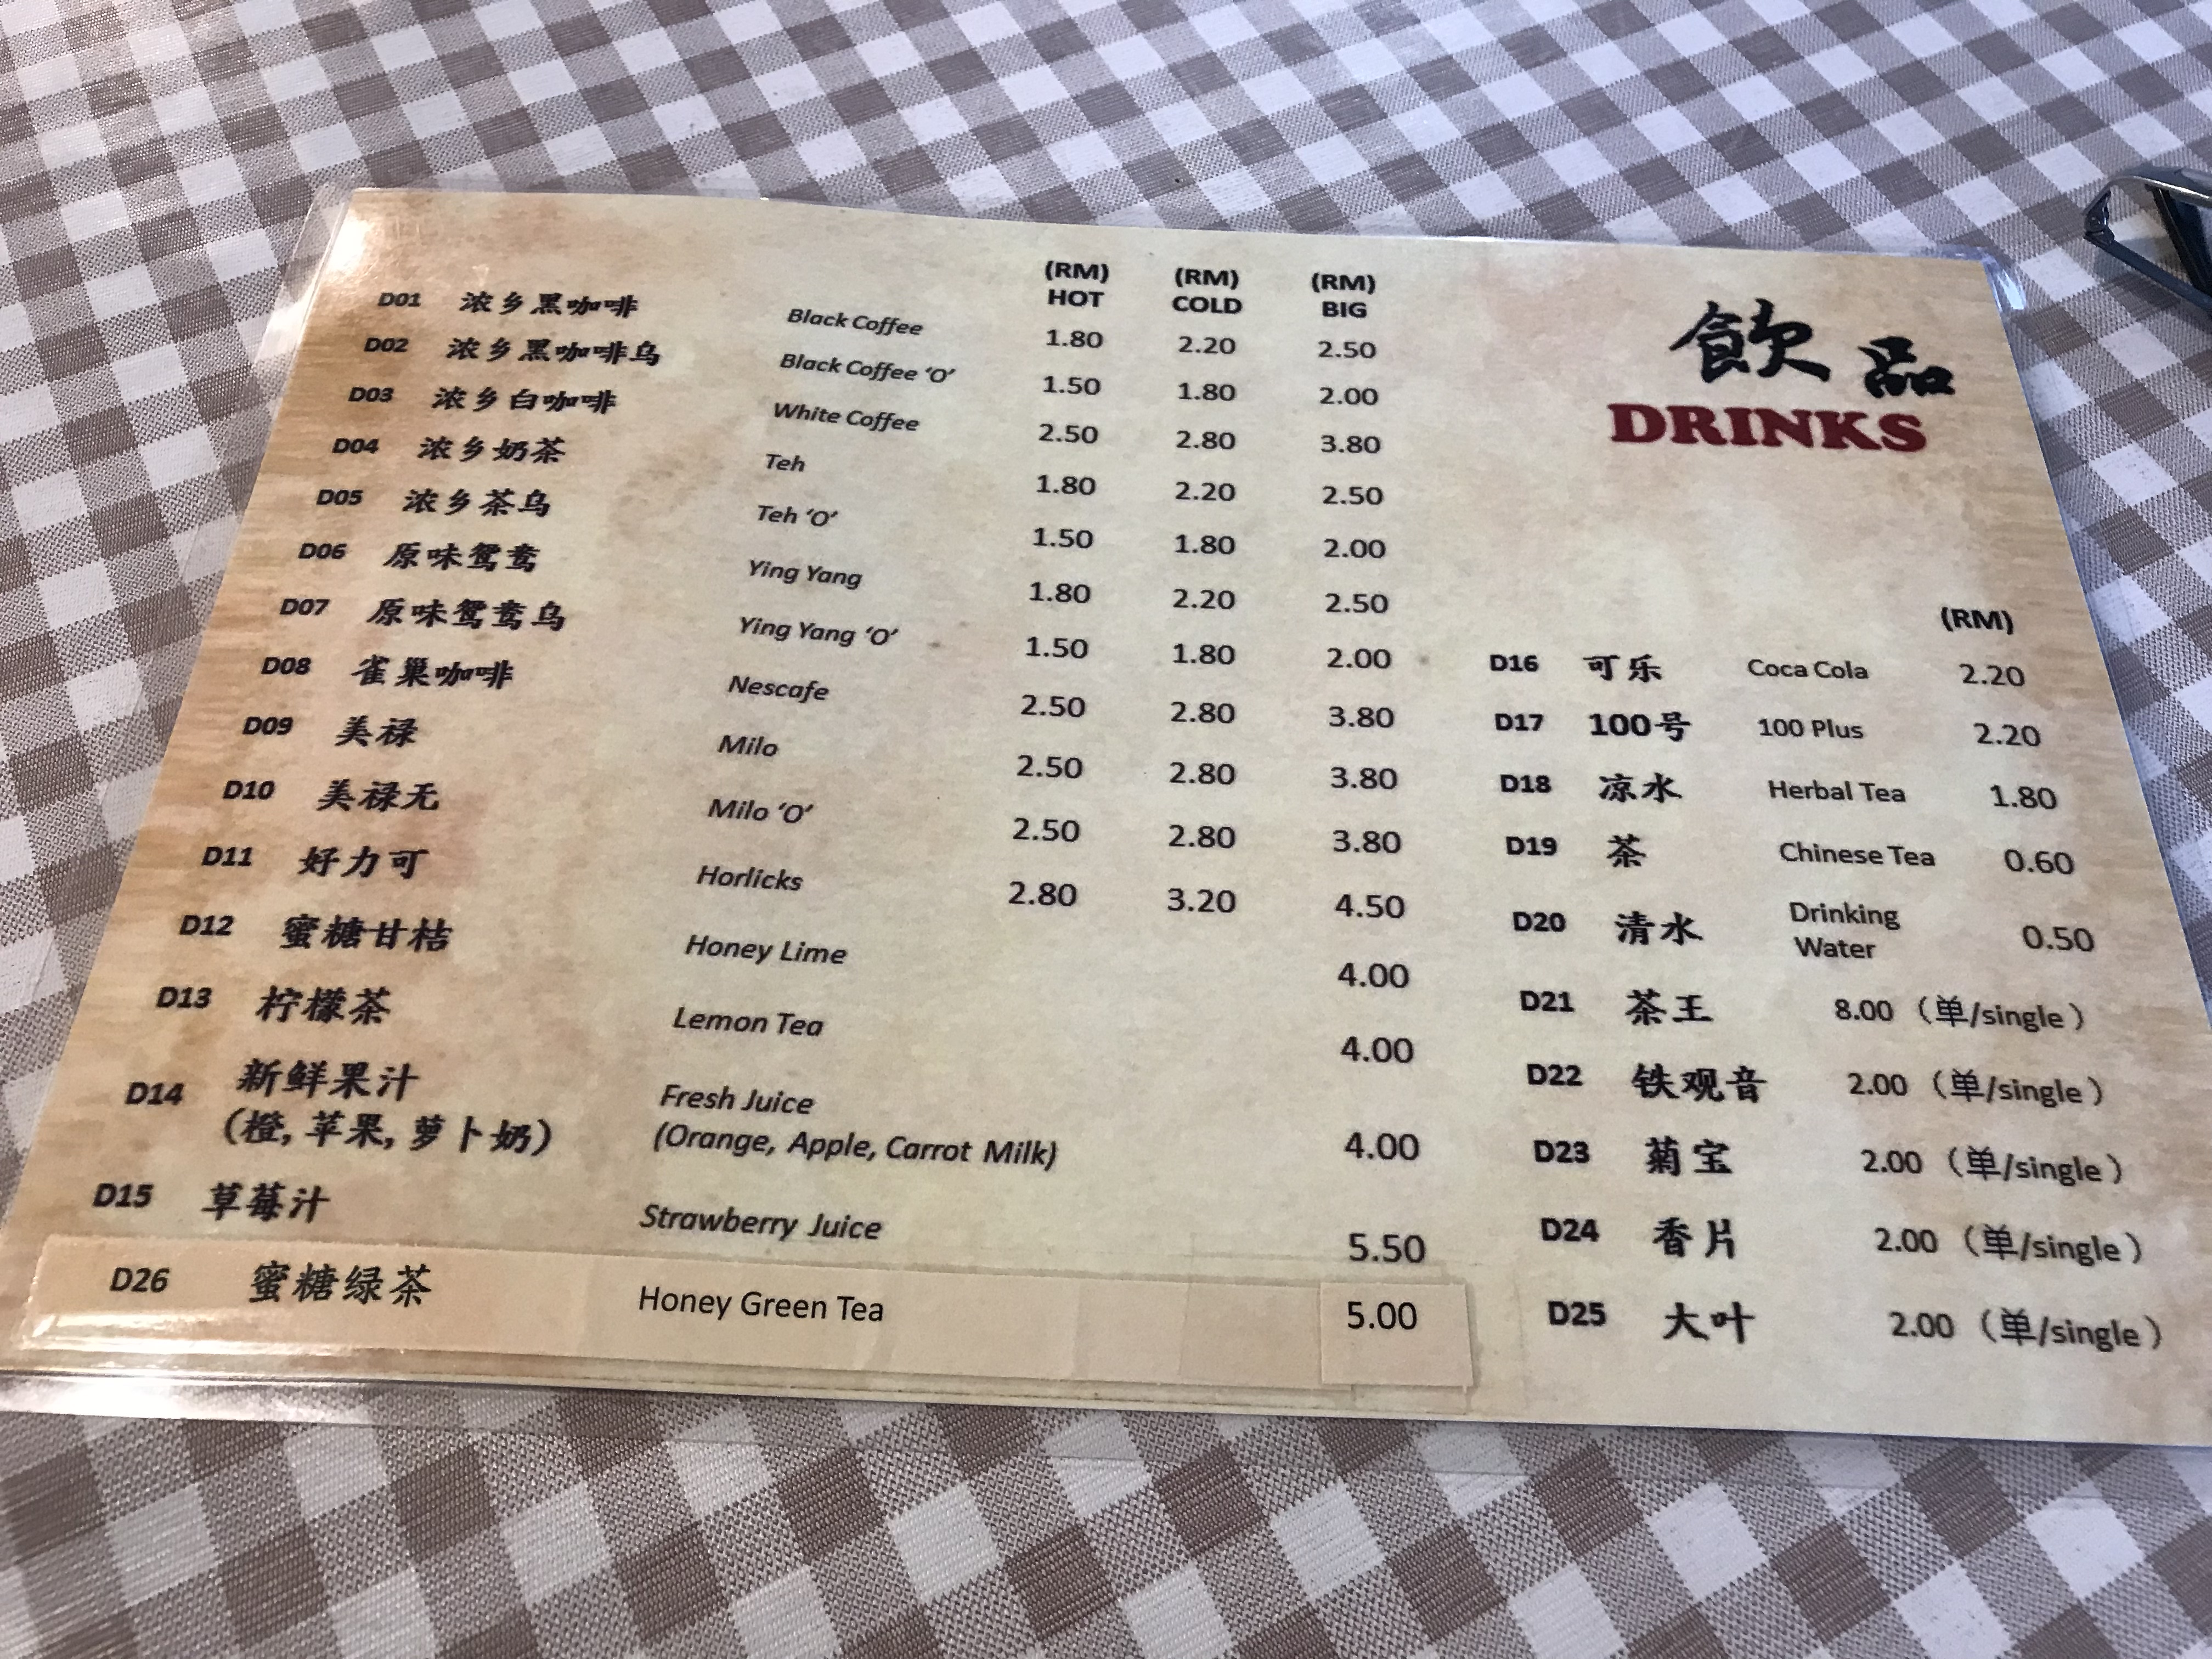 飲品
DRINKS
(RM) HOT (RM) COLD (RM) BIG
D01 浓乡黑咖啡 Black Coffee 1.80 2.20 2.50
D02 浓乡黑咖啡乌 Black Coffee ‘O’ 1.50 1.80 2.00
D03 浓乡白咖啡 White Coffee 2.50 2.80 3.80
D04 浓乡奶茶 Teh 1.80 2.20 2.50
D05 浓乡茶乌 Teh ‘O’ 1.50 1.80 2.00
D06 原味鸳鸯 Ying Yang 1.80 2.20 2.50
D07 原味鸳鸯乌 Ying Yang ‘O’ 1.50 1.80 2.00
D08 雀巢咖啡 Nescafe 2.50 2.80 3.80
D09 美禄 Milo 2.50 2.80 3.80
D10 美禄无 Milo ‘O’ 2.50 2.80 3.80
D11 好力可 Horlicks 2.80 3.20 4.50
D12 蜜糖甘桔 Honey Lime 4.00
D13 柠檬茶 Lemon Tea 4.00
D14 新鲜果汁 Fresh Juice 4.00
(橙, 苹果, 萝卜奶) (Orange, Apple, Carrot Milk)
D15 草莓汁 Strawberry Juice 5.50
D26 蜜糖绿茶 Honey Green Tea 5.00
(RM)
D16 可乐 Coca Cola 2.20
D17 100号 100 Plus 2.20
D18 凉水 Herbal Tea 1.80
D19 茶 Chinese Tea 0.60
D20 清水 Drinking Water 0.50
D21 茶王 8.00 （单/single）
D22 铁观音 2.00 （单/single）
D23 菊宝 2.00 （单/single）
D24 香片 2.00 （单/single）
D25 大叶 2.00 （单/single）